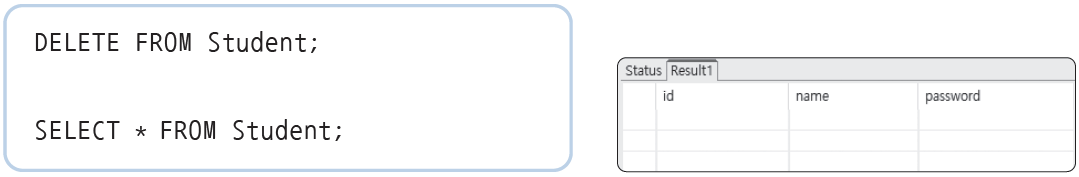 DELETE FROM Student;
SELECT * FROM Student;
Status Result1
id name password